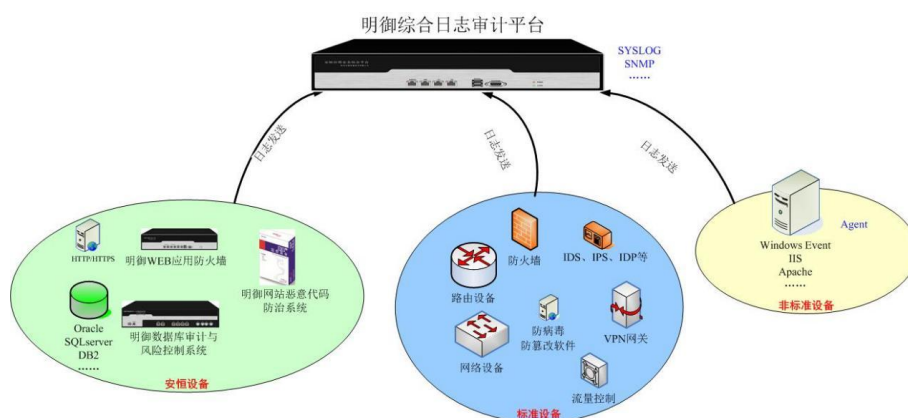 明御综合日志审计平台
SYSLOG
SNMP
······
日志发送
日志发送
日志发送
HTTP/HTTPS
明御WEB应用防火墙
明御网站恶意代码
防治系统
Oracle
SQLserver
DB2
······
明御数据库审计与
风险控制系统
安恒设备
防火墙
IDS、IPS、IDP等
路由设备
防病毒
防篡改软件
VPN网关
网络设备
流量控制
标准设备
Agent
Windows Event
IIS
Apache
······
非标准设备